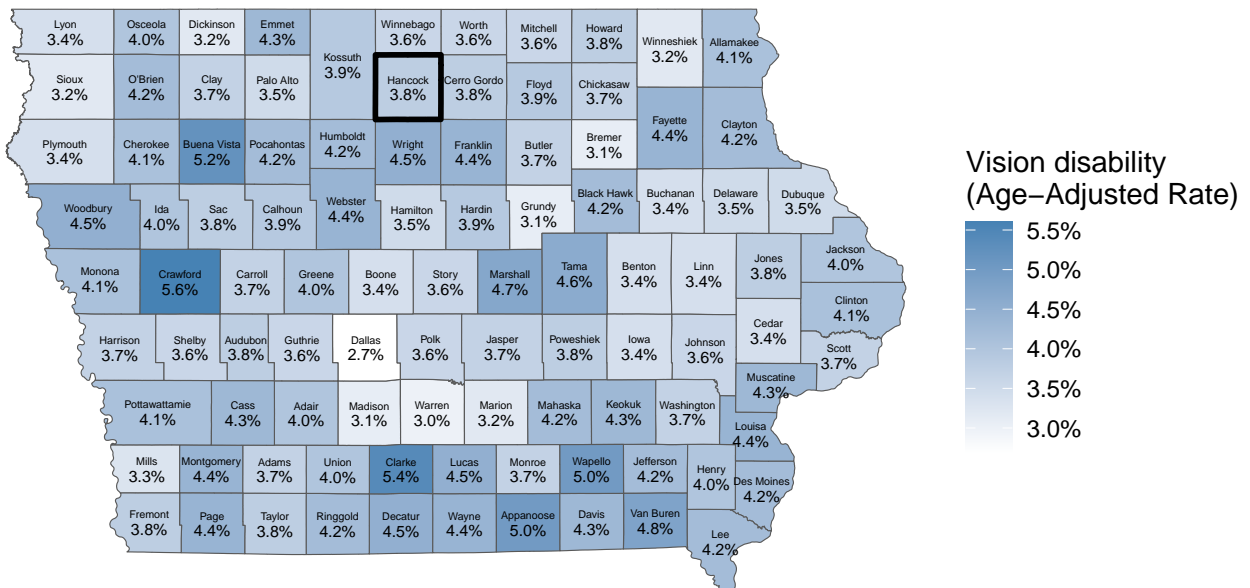 Lyon
3.4%
Osceola
4.0%
Dickinson
3.2%
Emmet
4.3%
Kossuth
3.9%
Winnebago
3.6%
Worth
3.6%
Mitchell
3.6%
Howard
3.8%
Winneshiek
3.2%
Allamakee
4.1%
Sioux
3.2%
O'Brien
4.2%
Clay
3.7%
Palo Alto
3.5%
Hancock
3.8%
Cerro Gordo
3.8%
Floyd
3.9%
Chickasaw
3.7%
Fayette
4.4%
Clayton
4.2%
Plymouth
3.4%
Cherokee
4.1%
Buena Vista
5.2%
Pocahontas
4.2%
Humboldt
4.2%
Wright
4.5%
Franklin
4.4%
Butler
3.7%
Bremer
3.1%
Woodbury
4.5%
Ida
4.0%
Sac
3.8%
Calhoun
3.9%
Webster
4.4%
Hamilton
3.5%
Hardin
3.9%
Grundy
3.1%
Black Hawk
4.2%
Buchanan
3.4%
Delaware
3.5%
Dubuque
3.5%
Monona
4.1%
Crawford
5.6%
Carroll
3.7%
Greene
4.0%
Boone
3.4%
Story
3.6%
Marshall
4.7%
Tama
4.6%
Benton
3.4%
Linn
3.4%
Jones
3.8%
Jackson
4.0%
Clinton
4.1%
Harrison
3.7%
Shelby
3.6%
Audubon
3.8%
Guthrie
3.6%
Dallas
2.7%
Polk
3.6%
Jasper
3.7%
Poweshiek
3.8%
Iowa
3.4%
Johnson
3.6%
Cedar
3.4%
Scott
3.7%
Muscatine
4.3%
Pottawattamie
4.1%
Cass
4.3%
Adair
4.0%
Madison
3.1%
Warren
3.0%
Marion
3.2%
Mahaska
4.2%
Keokuk
4.3%
Washington
3.7%
Louisa
4.4%
Mills
3.3%
Montgomery
4.4%
Adams
3.7%
Union
4.0%
Clarke
5.4%
Lucas
4.5%
Monroe
3.7%
Wapello
5.0%
Jefferson
4.2%
Henry
4.0%
Des Moines
4.2%
Fremont
3.8%
Page
4.4%
Taylor
3.8%
Ringgold
4.2%
Decatur
4.5%
Wayne
4.4%
Appanoose
5.0%
Davis
4.3%
Van Buren
4.8%
Lee
4.2%
Vision disability
(Age−Adjusted Rate)
5.5%
5.0%
4.5%
4.0%
3.5%
3.0%